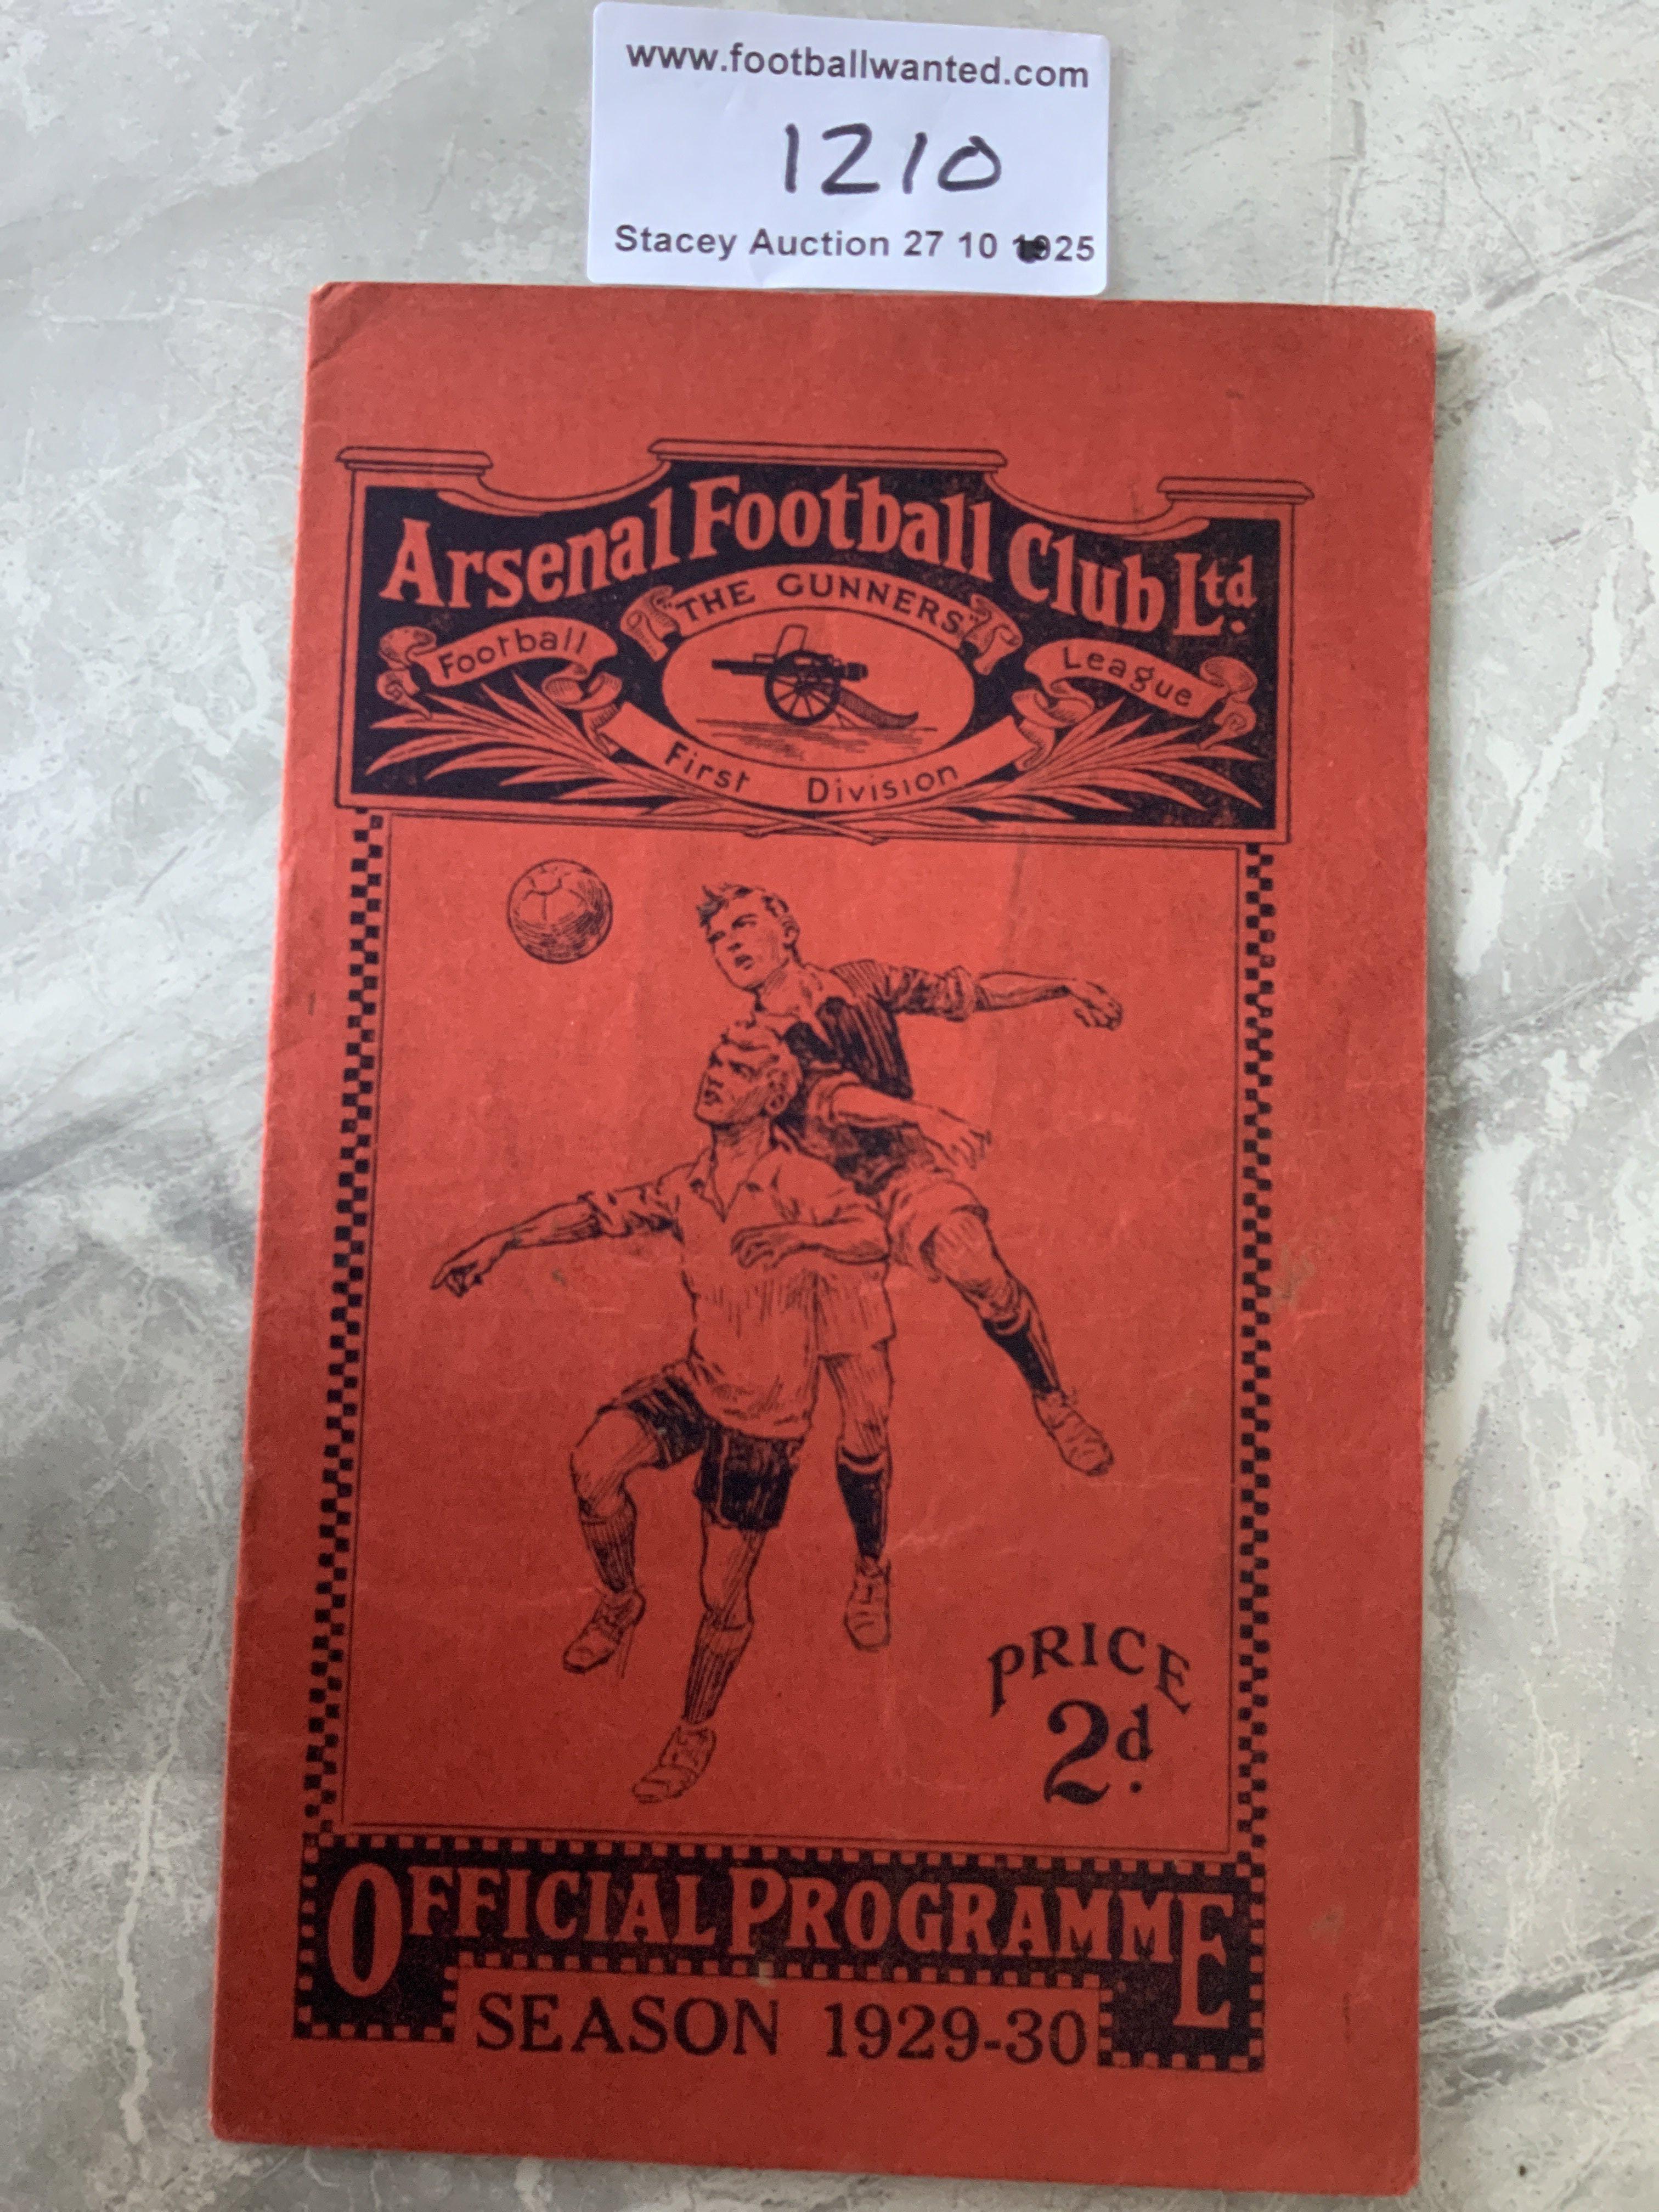 www.footballwanted.com
1210
Stacey Auction 27 10 1925
Arsenal Football Club Ltd.
"THE GUNNERS"
Football League
First Division
PRICE
2d.
OFFICIAL PROGRAMME
SEASON 1929-30